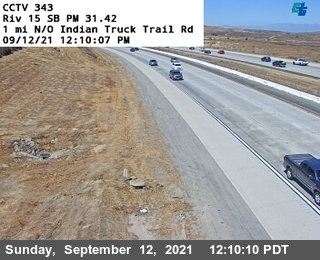 CCTV 343
Riv 15 SB PM 31.42
1 mi N/O Indian Truck Trail Rd
09/12/21 12:10:07 PM
Sunday, September 12, 2021 12:10:10 PDT